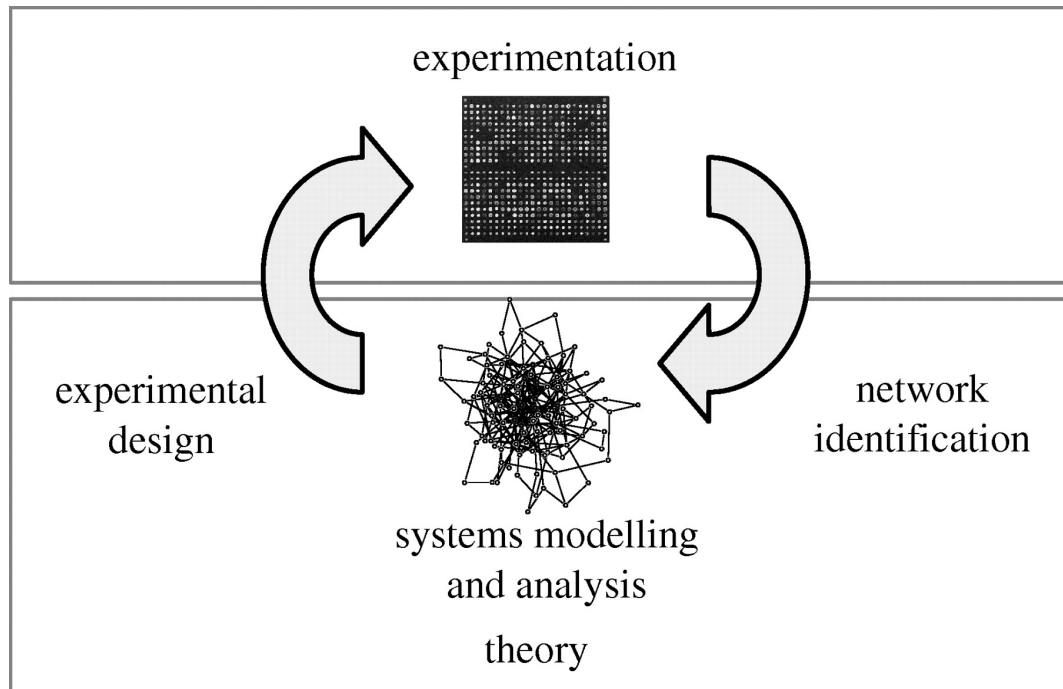 experimentation
experimental
design
network
identification
systems modelling
and analysis
theory